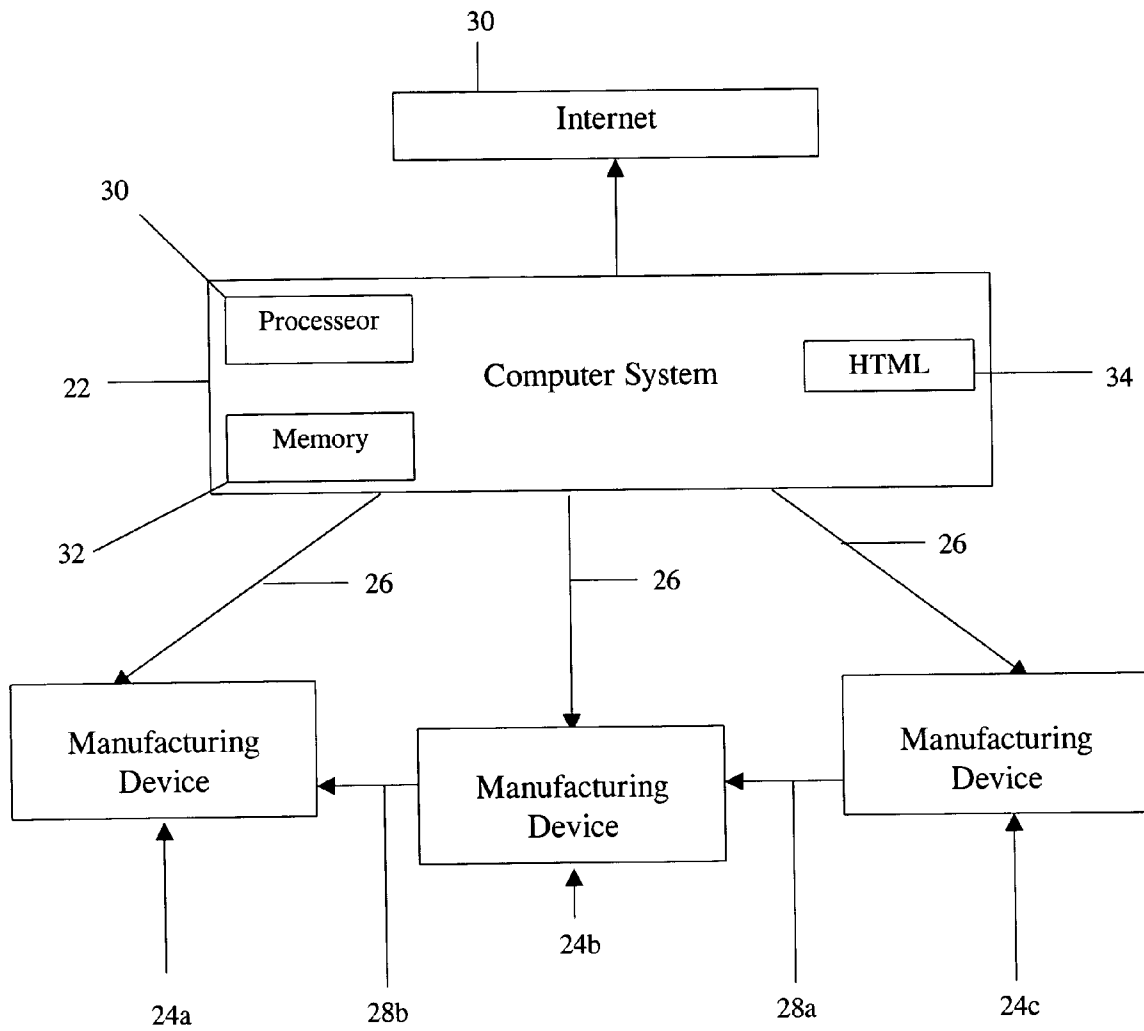 30
Internet
30
Processeor
Computer System
HTML
22
34
Memory
32
26
26
26
Manufacturing
Device
Manufacturing
Device
Manufacturing
Device
24a
28b
24b
28a
24c